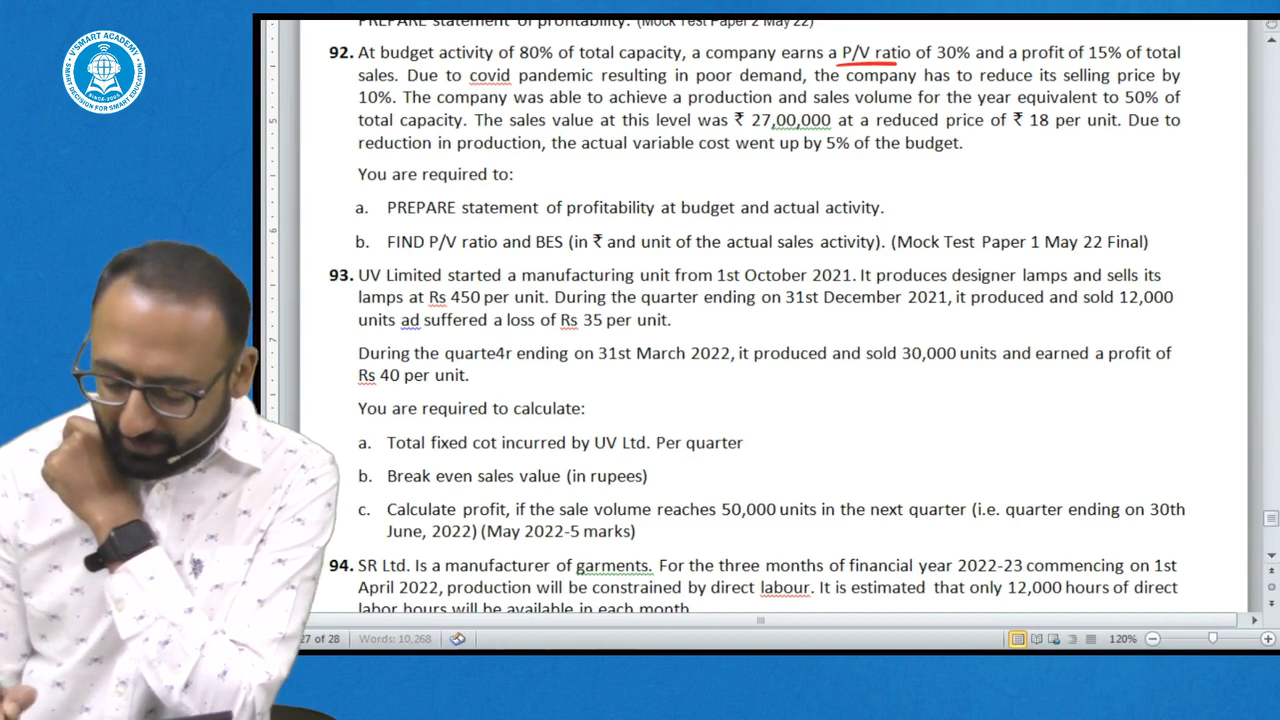 V'SMART ACADEMY
SINCE-2005
SMART DECISION FOR SMART EDUCATION
PREPARE statement of profitability. (Mock Test Paper 2 May 22)
92. At budget activity of 80% of total capacity, a company earns a P/V ratio of 30% and a profit of 15% of total
sales. Due to covid pandemic resulting in poor demand, the company has to reduce its selling price by
10%. The company was able to achieve a production and sales volume for the year equivalent to 50% of
total capacity. The sales value at this level was ₹ 27,00,000 at a reduced price of ₹ 18 per unit. Due to
reduction in production, the actual variable cost went up by 5% of the budget.
You are required to:
a. PREPARE statement of profitability at budget and actual activity.
b. FIND P/V ratio and BES (in ₹ and unit of the actual sales activity). (Mock Test Paper 1 May 22 Final)
93. UV Limited started a manufacturing unit from 1st October 2021. It produces designer lamps and sells its
lamps at Rs 450 per unit. During the quarter ending on 31st December 2021, it produced and sold 12,000
units ad suffered a loss of Rs 35 per unit.
During the quarte4r ending on 31st March 2022, it produced and sold 30,000 units and earned a profit of
Rs 40 per unit.
You are required to calculate:
a. Total fixed cot incurred by UV Ltd. Per quarter
b. Break even sales value (in rupees)
c. Calculate profit, if the sale volume reaches 50,000 units in the next quarter (i.e. quarter ending on 30th
June, 2022) (May 2022-5 marks)
94. SR Ltd. Is a manufacturer of garments. For the three months of financial year 2022-23 commencing on 1st
April 2022, production will be constrained by direct labour. It is estimated that only 12,000 hours of direct
labor hours will be available in each month.
27 of 28 Words: 10,268 120%